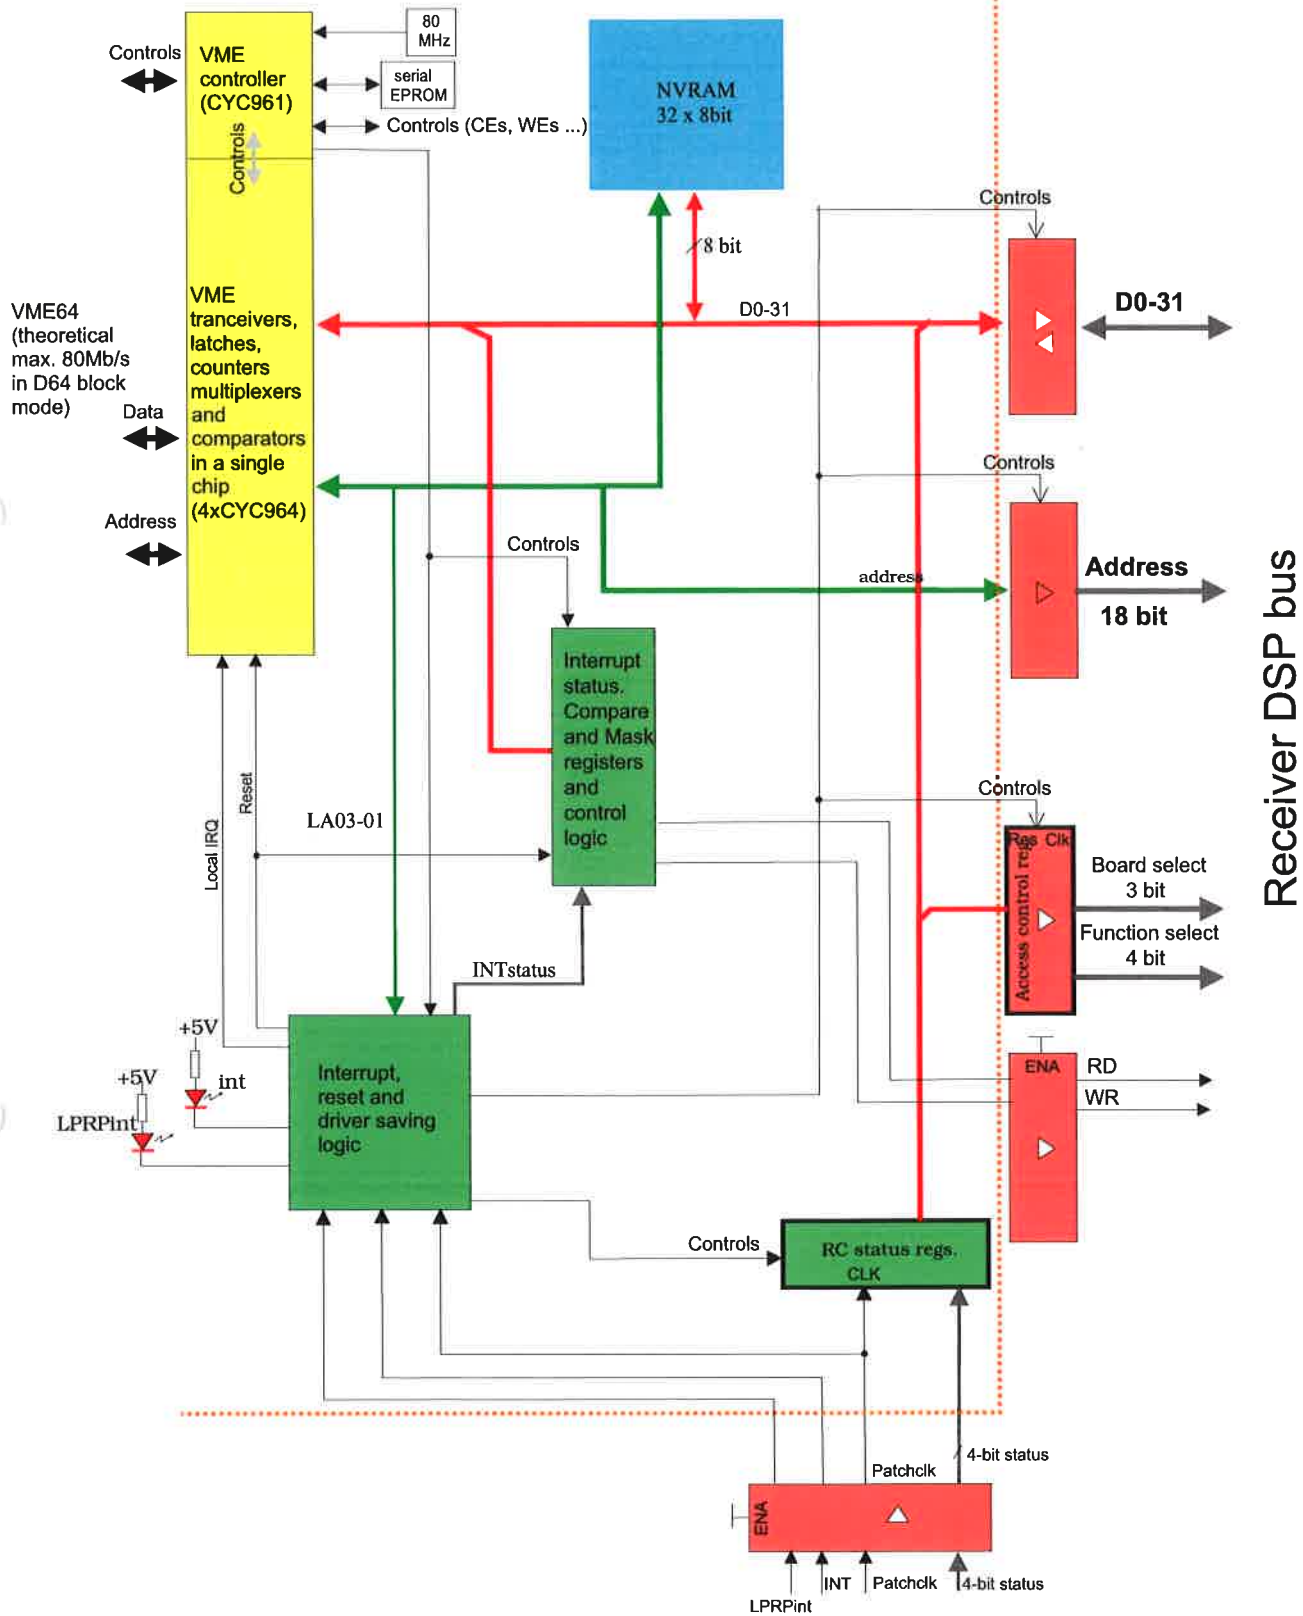 80
MHz
Controls
VME
controller
(CYC961)
serial
EPROM
Controls (CEs, WEs ...)
Controls
NVRAM
32 x 8bit
8 bit
Controls
VME64
(theoretical
max. 80Mb/s
in D64 block
mode)
VME
tranceivers,
latches,
counters
multiplexers
and
comparators
in a single
chip
(4xCYC964)
D0-31
D0-31
Data
Address
Controls
Controls
address
Address
18 bit
Receiver DSP bus
Interrupt
status.
Compare
and Mask
registers
and
control
logic
Reset
Local IRQ
LA03-01
Controls
Res Clk
Access control reg
Board select
3 bit
Function select
4 bit
INTstatus
+5V
int
+5V
LPRPint
Interrupt,
reset and
driver saving
logic
ENA
RD
WR
Controls
RC status regs.
CLK
4-bit status
Patchclk
ENA
INT
Patchclk
4-bit status
LPRPint